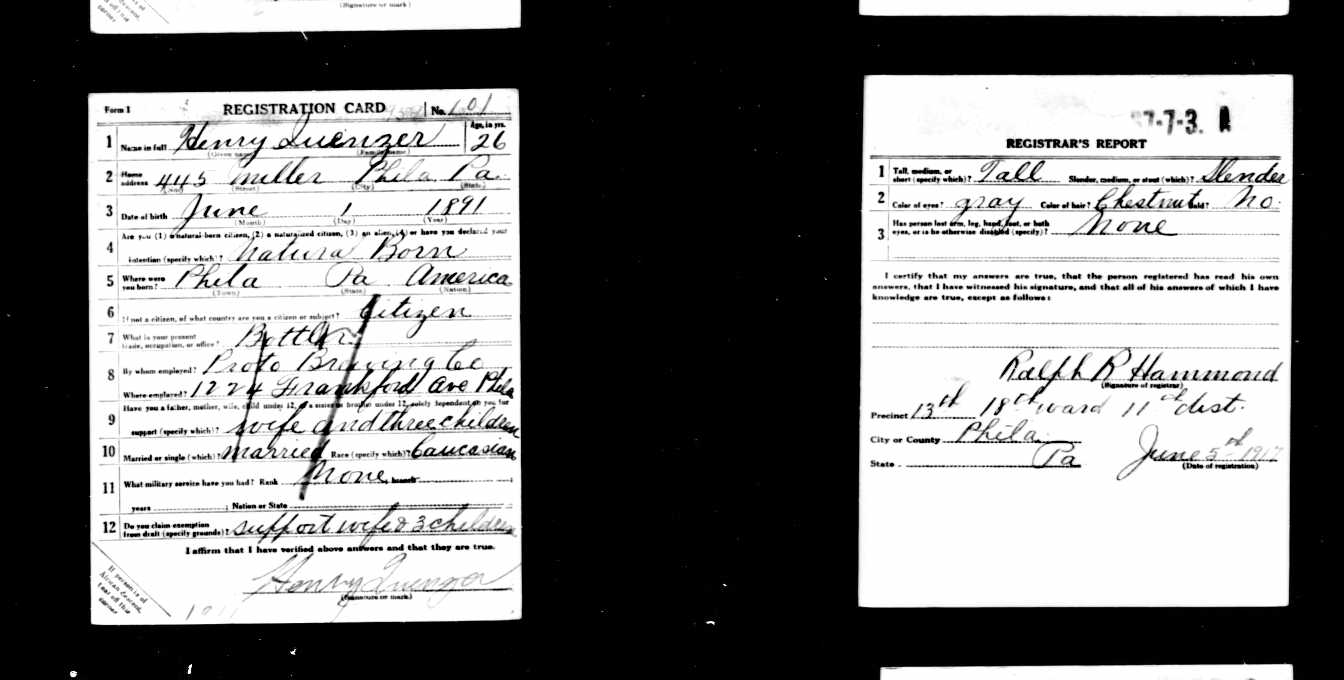 (Signature or mark)
Form 1 REGISTRATION CARD No. 101
1 Name in full Henry Quenzer Age, in yrs. 26
(Given name) (Family name)
2 Home address 445 Miller Phila. Pa.
(No.) (Street) (City) (State)
3 Date of birth June 1 1891
(Month) (Day) (Year)
Are you (1) a natural-born citizen, (2) a naturalized citizen, (3) an alien, (4) or have you declared your
4 intention (specify which)? Natural Born
5 Where were you born? Phila Pa America
(Town) (State) (Nation)
6 If not a citizen, of what country are you a citizen or subject? Citizen
7 What is your present trade, occupation, or office? Bottler
8 By whom employed? Proto Browing Co
Where employed? 1224 Frankford Ave Phila
Have you a father, mother, wife, child under 12, or a sister or brother under 12, solely dependent on you for
9 support (specify which)? wife and three children
10 Married or single (which)? married Race (specify which)? Caucasian
11 What military service have you had? Rank None, branch
years ; Nation or State
12 Do you claim exemption from draft (specify grounds)? support wife & 3 children
I affirm that I have verified above answers and that they are true.
Henry Quenzer
(Signature or mark)
If person is of
African descent,
tear off this
corner
7-7-3. A
REGISTRAR'S REPORT
1 Tall, medium, or short (specify which)? Tall Slender, medium, or stout (which)? Slender
2 Color of eyes? gray Color of hair? Chestnut Bald? No.
3 Has person lost arm, leg, hand, foot, or both eyes, or is he otherwise disabled (specify)? None
I certify that my answers are true, that the person registered has read his own
answers, that I have witnessed his signature, and that all of his answers of which I have
knowledge are true, except as follows:
Ralph R Hammond
(Signature of registrar)
Precinct 13th 18th ward 11th dist.
City or County Phila.
State Pa June 5th 1917
(Date of registration)